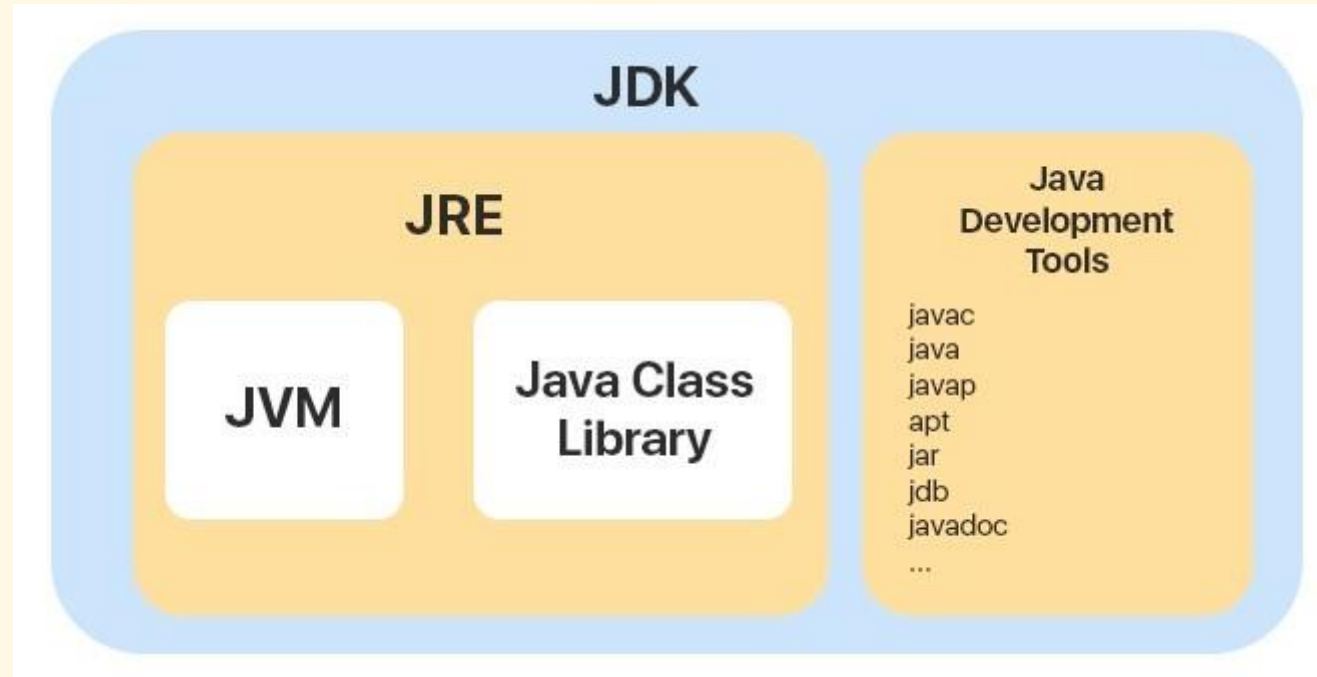 JDK
JRE
JVM
Java Class
Library
Java
Development
Tools
javac
java
javap
apt
jar
jdb
javadoc
...